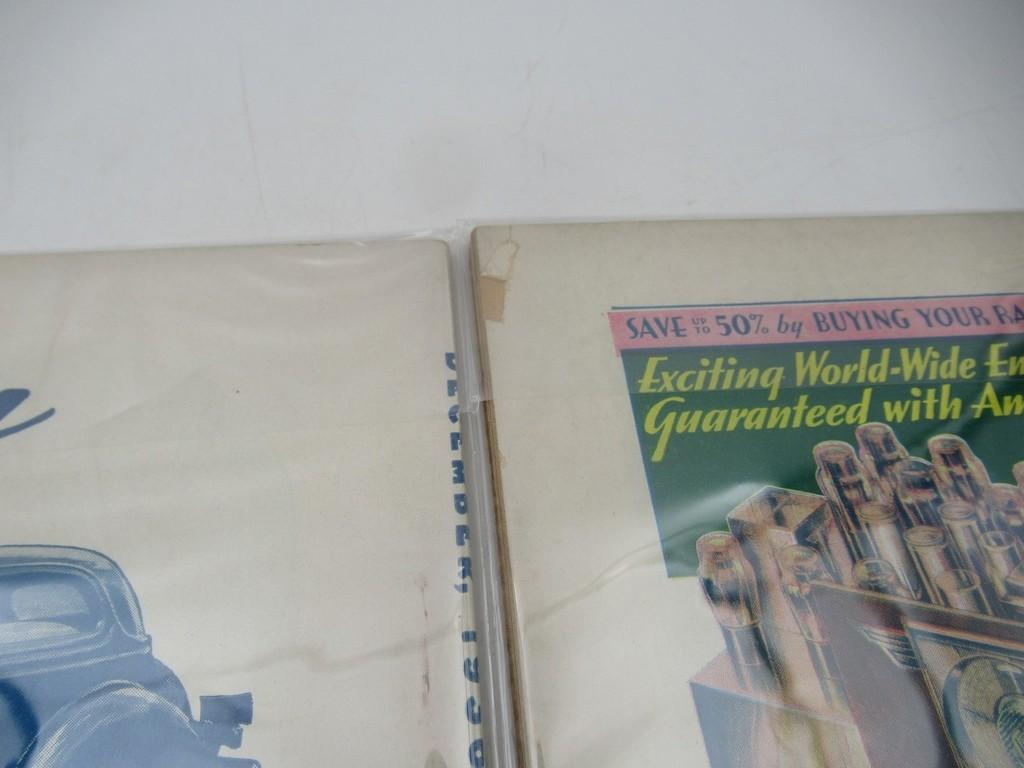 DECEMBER, 193
SAVE UP TO 50% by BUYING YOUR RA
Exciting World-Wide En
Guaranteed with Am